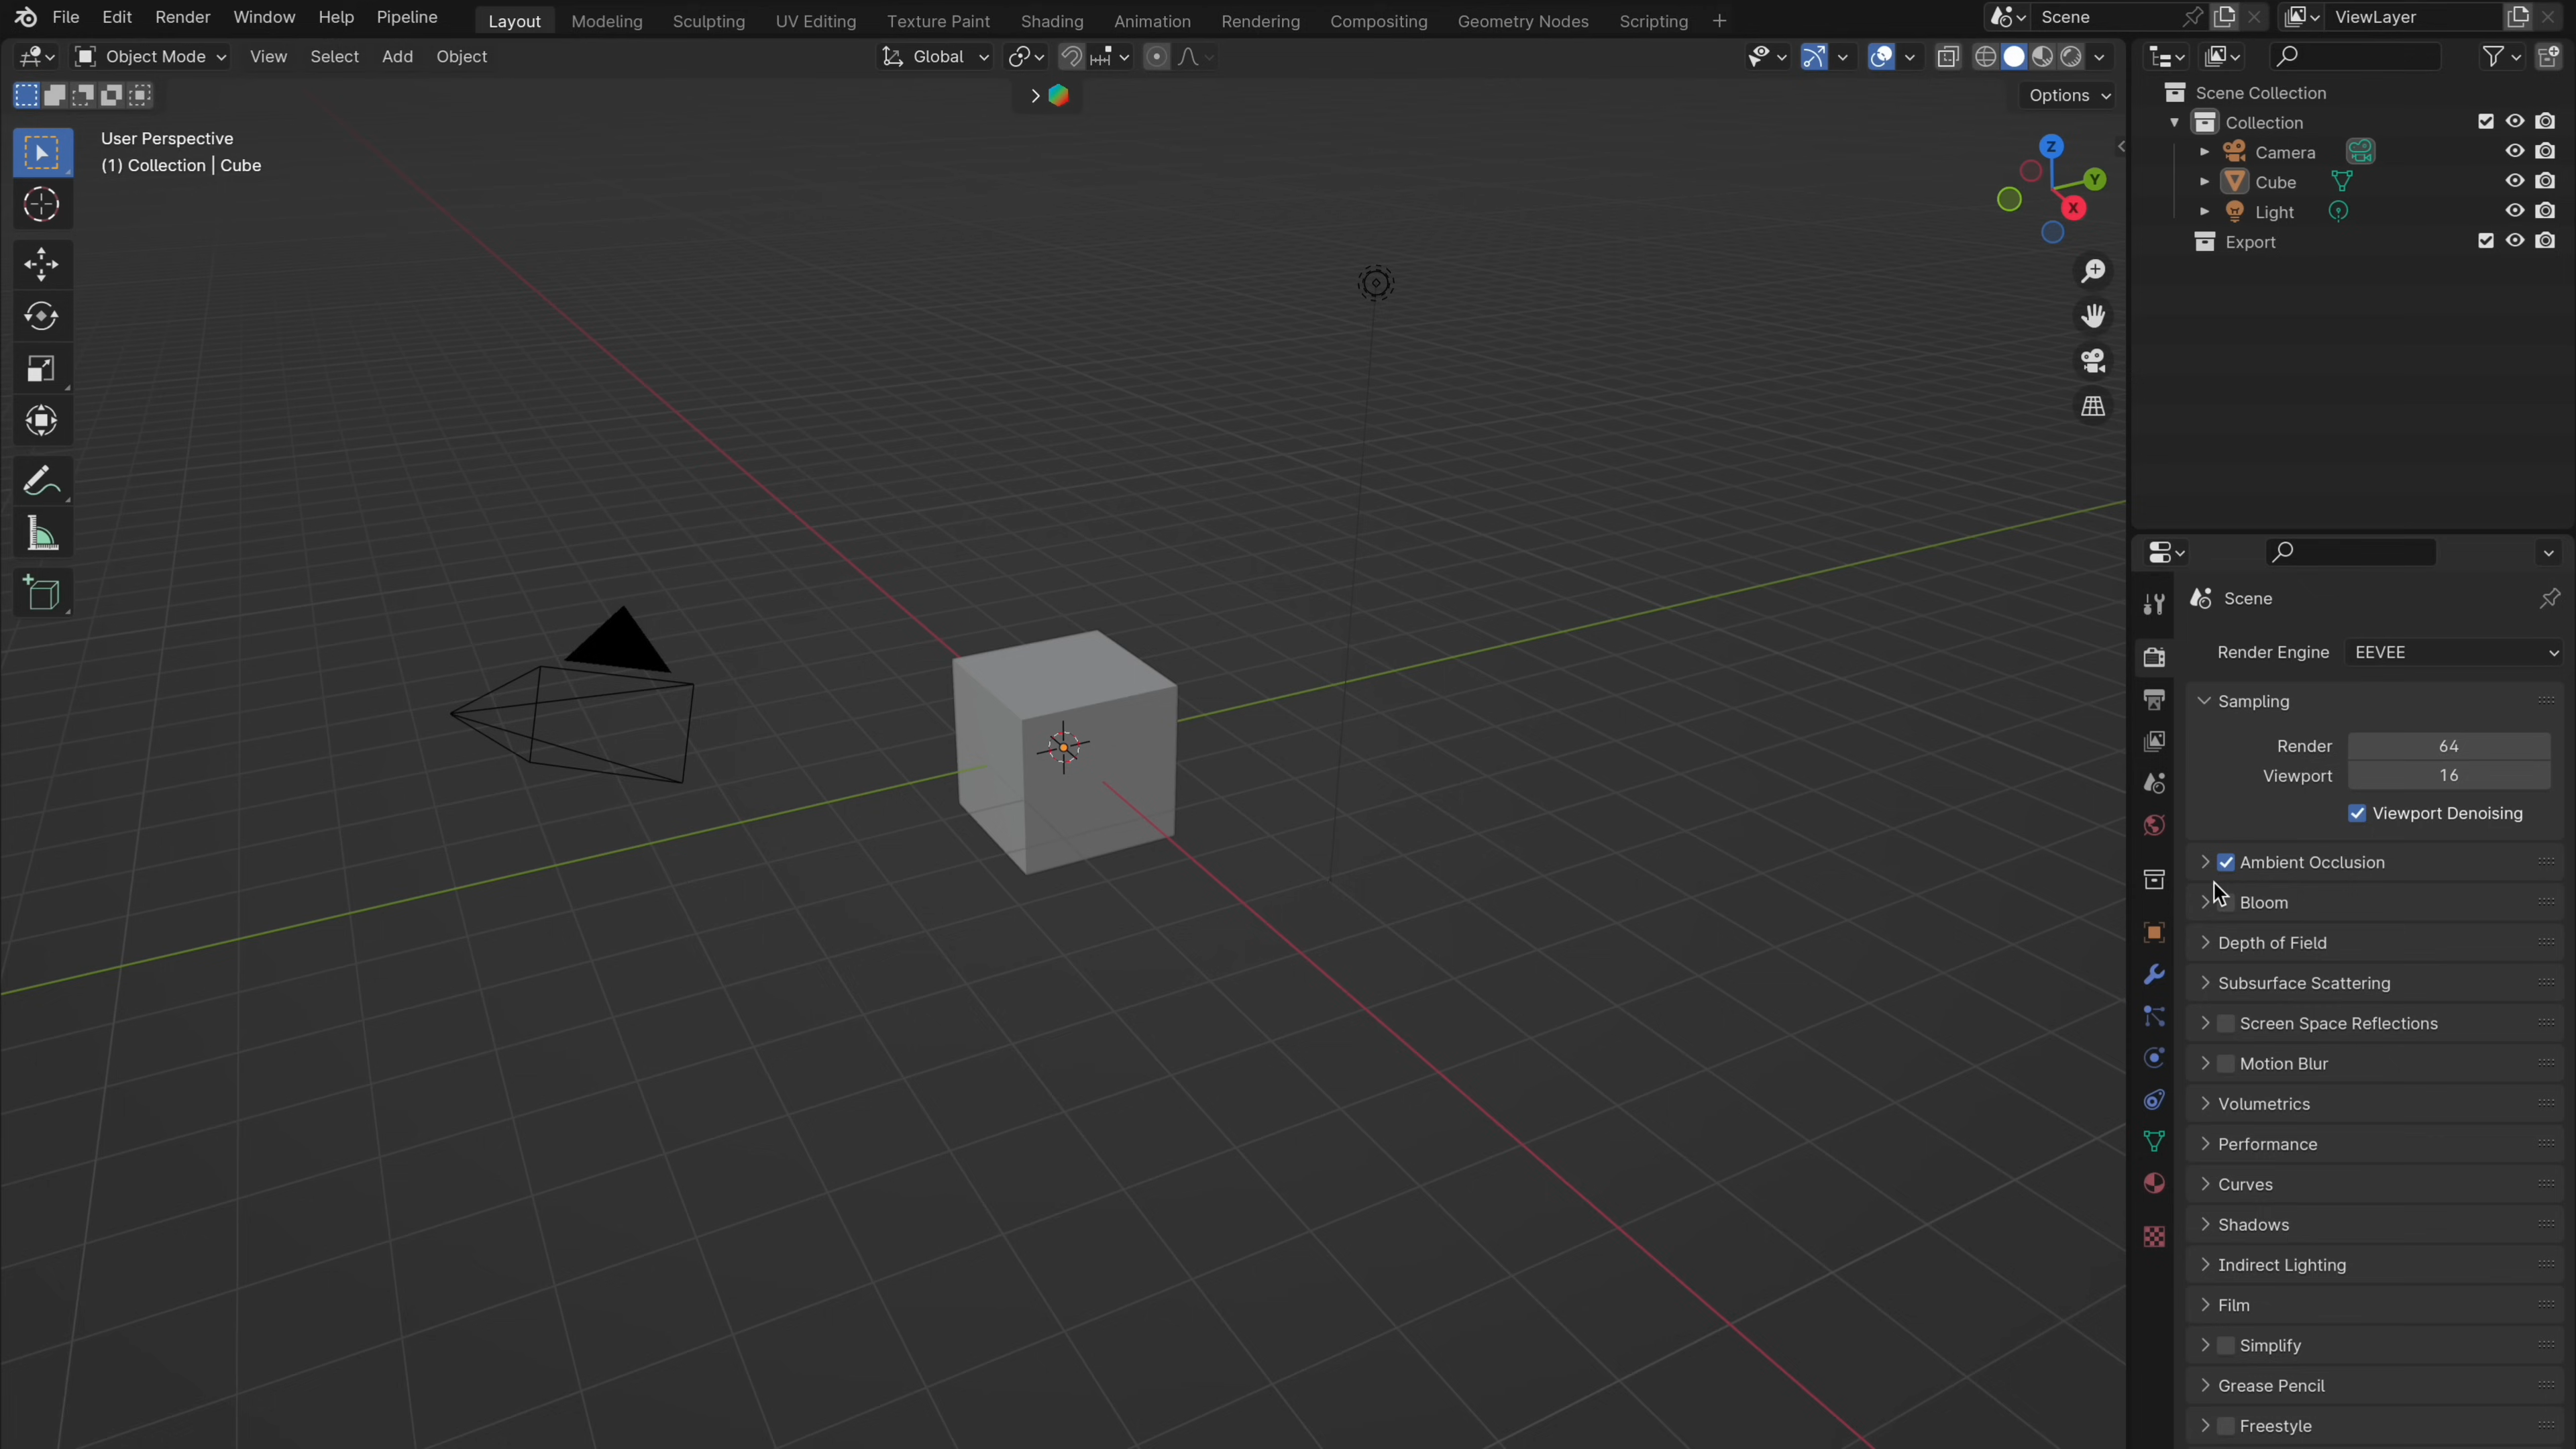 File Edit Render Window Help Pipeline Layout Modeling Sculpting UV Editing Texture Paint Shading Animation Rendering Compositing Geometry Nodes Scripting + Scene ViewLayer
Object Mode View Select Add Object Global
Options
User Perspective
(1) Collection | Cube
Z
Y
X
Scene Collection
Collection
Camera
Cube
Light
Export
Scene
Render Engine EEVEE
Sampling
Render 64
Viewport 16
Viewport Denoising
Ambient Occlusion
Bloom
Depth of Field
Subsurface Scattering
Screen Space Reflections
Motion Blur
Volumetrics
Performance
Curves
Shadows
Indirect Lighting
Film
Simplify
Grease Pencil
Freestyle